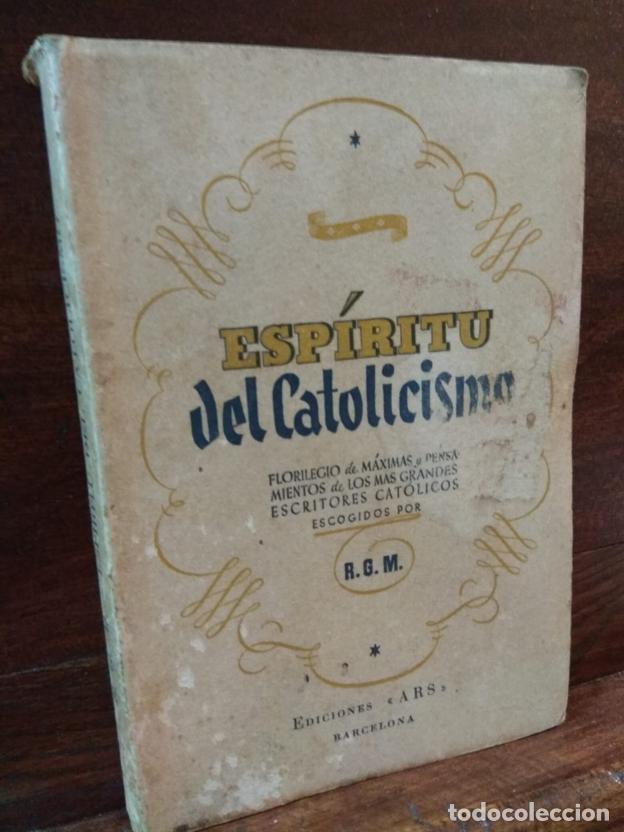 ESPÍRITU
del Catolicismo
FLORILEGIO de MÁXIMAS y PENSA-
MIENTOS de LOS MAS GRANDES
ESCRITORES CATÓLICOS
ESCOGIDOS POR
R.G.M.
EDICIONES «ARS»
BARCELONA
todocoleccion